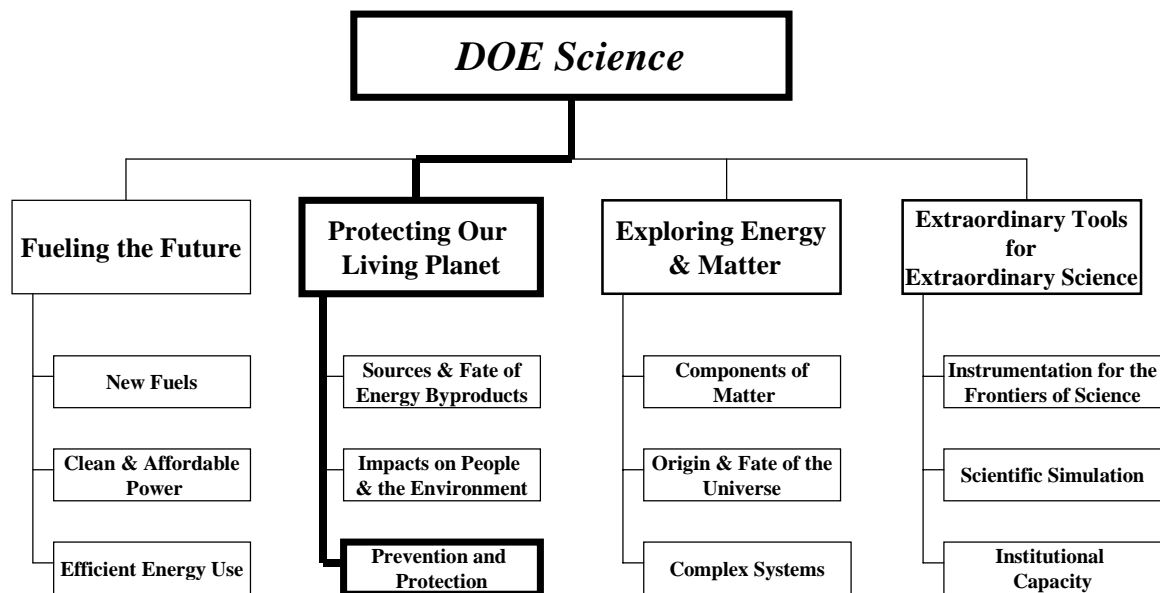 DOE Science
Fueling the Future
Protecting Our
Living Planet
Exploring Energy
& Matter
Extraordinary Tools
for
Extraordinary Science
New Fuels
Clean & Affordable
Power
Efficient Energy Use
Sources & Fate of
Energy Byproducts
Impacts on People
& the Environment
Prevention and
Protection
Components of
Matter
Origin & Fate of the
Universe
Complex Systems
Instrumentation for the
Frontiers of Science
Scientific Simulation
Institutional
Capacity